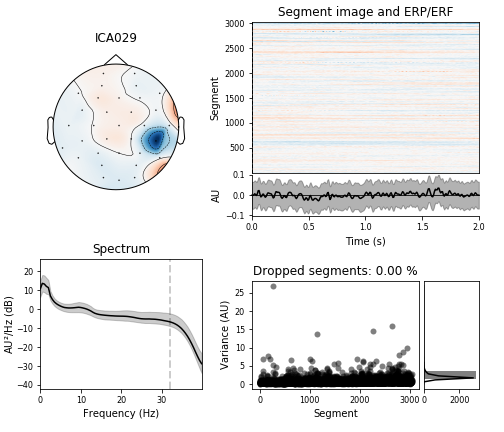 ICA029
Segment image and ERP/ERF
Segment
3000
2500
2000
1500
1000
500
AU
0.1
0.0
−0.1
0.0 0.5 1.0 1.5 2.0
Time (s)
Spectrum
AU²/Hz (dB)
20
10
0
−10
−20
−30
−40
0 10 20 30
Frequency (Hz)
Dropped segments: 0.00 %
Variance (AU)
25
20
15
10
5
0
0 1000 2000 3000
Segment
0 2000